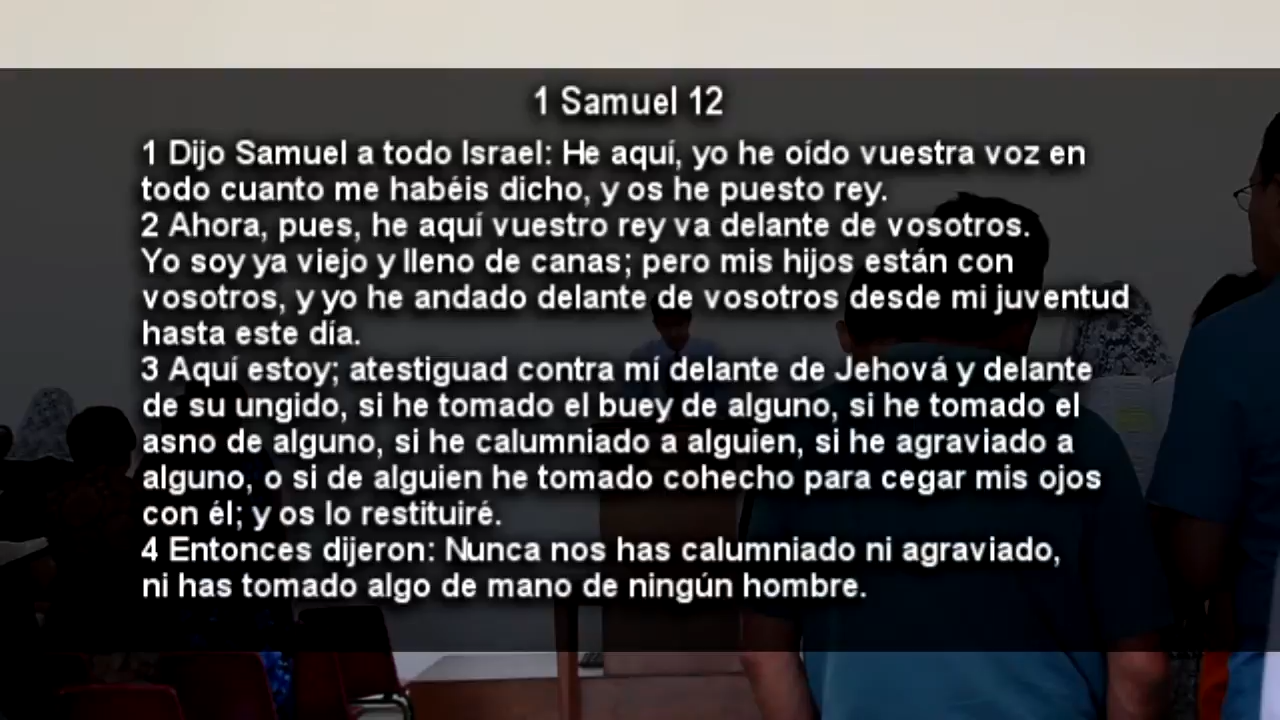 1 Samuel 12
1 Dijo Samuel a todo Israel: He aquí, yo he oído vuestra voz en
todo cuanto me habéis dicho, y os he puesto rey.
2 Ahora, pues, he aquí vuestro rey va delante de vosotros.
Yo soy ya viejo y lleno de canas; pero mis hijos están con
vosotros, y yo he andado delante de vosotros desde mi juventud
hasta este día.
3 Aquí estoy; atestiguad contra mí delante de Jehová y delante
de su ungido, si he tomado el buey de alguno, si he tomado el
asno de alguno, si he calumniado a alguien, si he agraviado a
alguno, o si de alguien he tomado cohecho para cegar mis ojos
con él; y os lo restituiré.
4 Entonces dijeron: Nunca nos has calumniado ni agraviado,
ni has tomado algo de mano de ningún hombre.